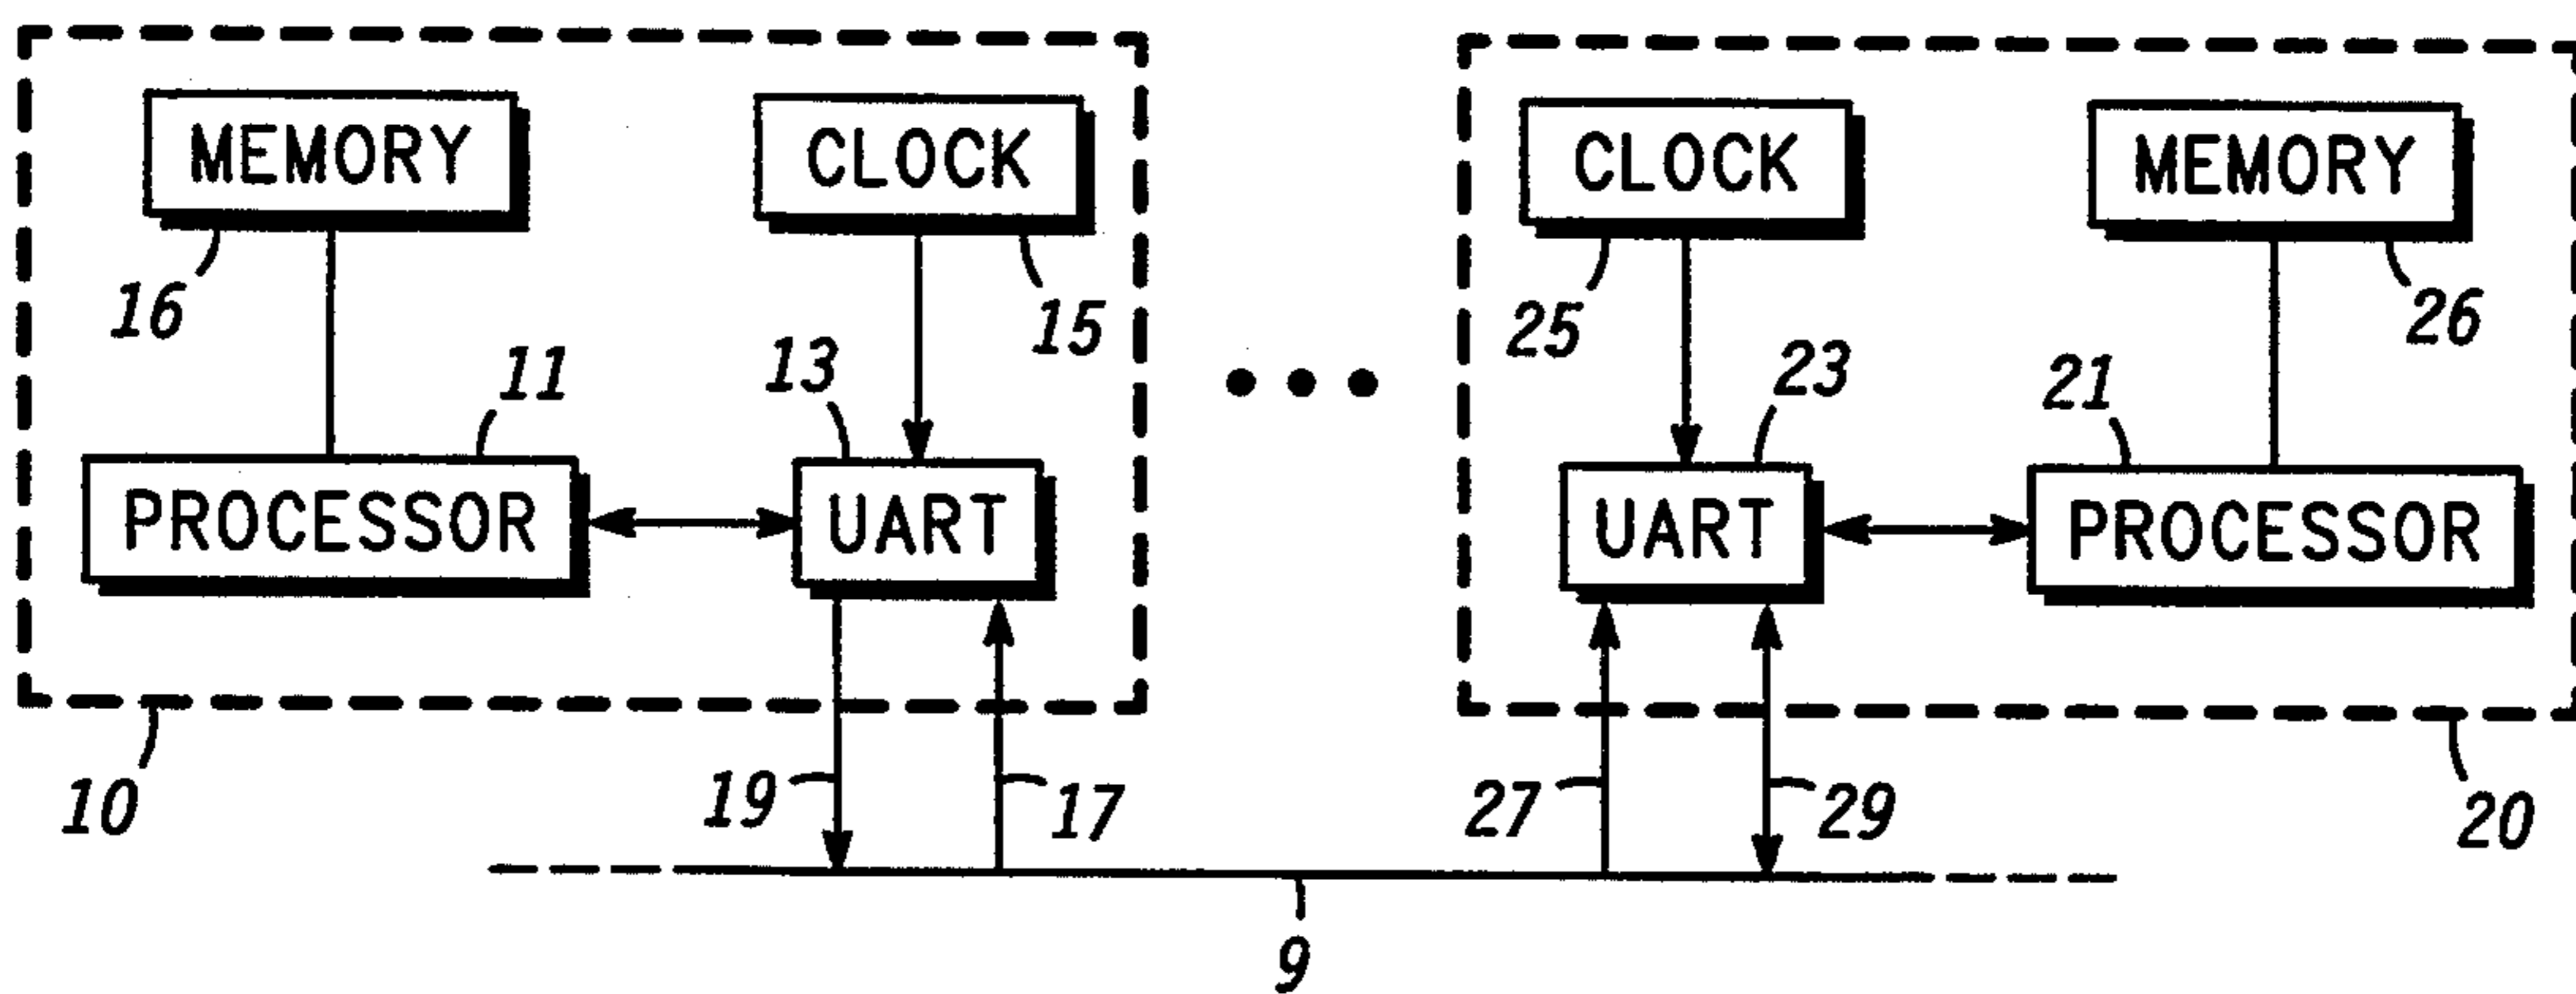 MEMORY
CLOCK
CLOCK
MEMORY
16
15
25
26
11
13
23
21
PROCESSOR
UART
UART
PROCESSOR
10
19
17
27
29
20
9